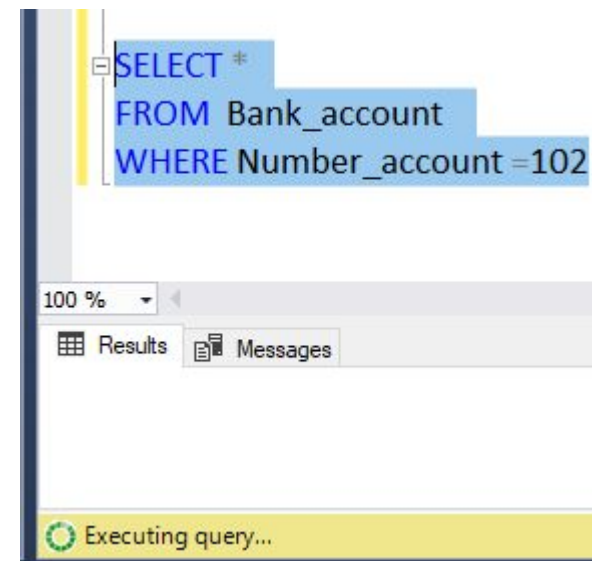 SELECT *
FROM Bank_account
WHERE Number_account =102
100 %
Results Messages
Executing query...